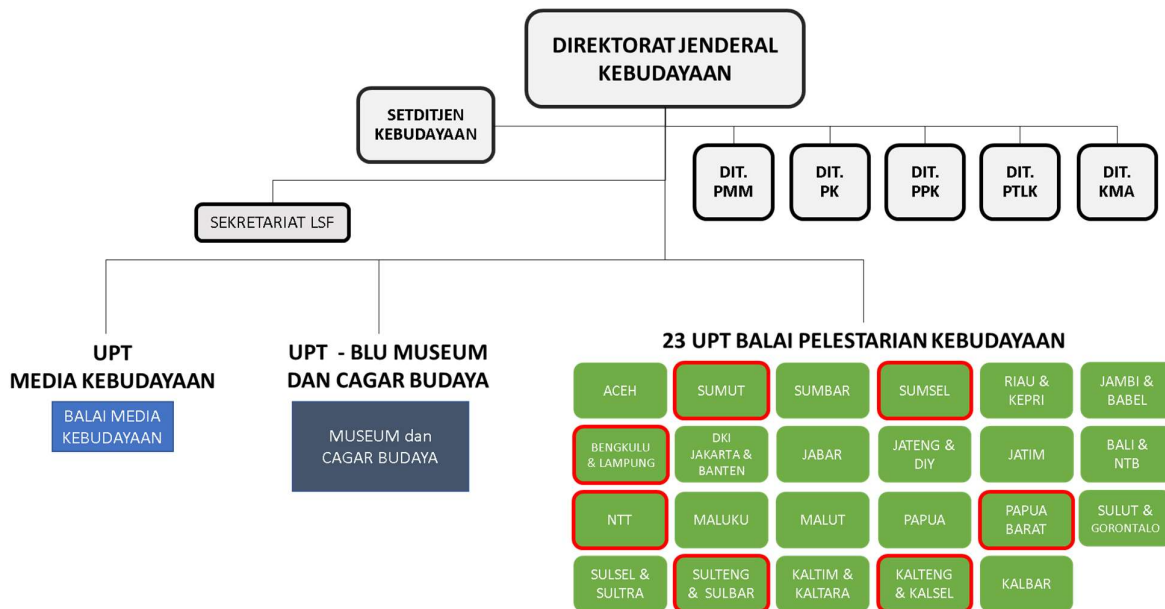 DIREKTORAT JENDERAL
KEBUDAYAAN
SETDITJEN
KEBUDAYAAN
DIT.
PMM
DIT.
PK
DIT.
PPK
DIT.
PTLK
DIT.
KMA
SEKRETARIAT LSF
UPT
MEDIA KEBUDAYAAN
BALAI MEDIA
KEBUDAYAAN
UPT - BLU MUSEUM
DAN CAGAR BUDAYA
MUSEUM dan
CAGAR BUDAYA
23 UPT BALAI PELESTARIAN KEBUDAYAAN
ACEH
SUMUT
SUMBAR
SUMSEL
RIAU &
KEPRI
JAMBI &
BABEL
BENGKULU
& LAMPUNG
DKI
JAKARTA &
BANTEN
JABAR
JATENG
& DIY
JATIM
BALI &
NTB
NTT
MALUKU
MALUT
PAPUA
PAPUA
BARAT
SULUT &
GORONTALO
SULSEL &
SULTRA
SULTENG
& SULBAR
KALTIM &
KALTARA
KALTENG
& KALSEL
KALBAR